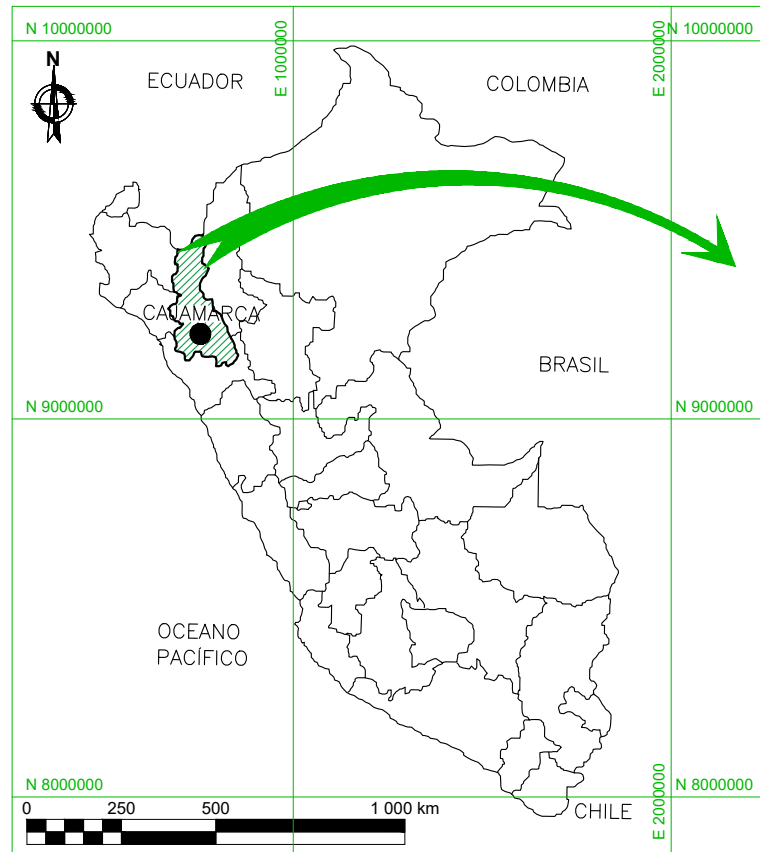 N 10000000
E 1000000
E 2000000
N 10000000
N
ECUADOR
COLOMBIA
CAJAMARCA
BRASIL
N 9000000
N 9000000
OCEANO
PACÍFICO
N 8000000
E 2000000
N 8000000
0 250 500 1 000 km
CHILE